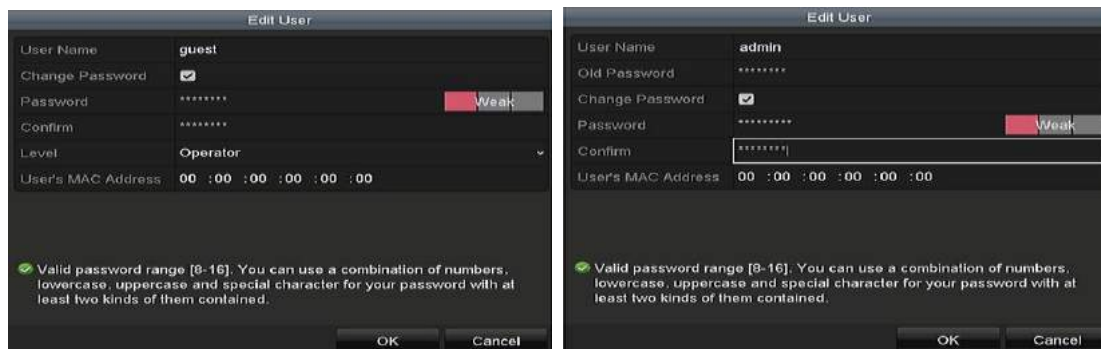 Edit User
User Name guest
Change Password
Password ********
Weak
Confirm ********
Level Operator
User's MAC Address 00 :00 :00 :00 :00 :00
Valid password range [8-16]. You can use a combination of numbers,
lowercase, uppercase and special character for your password with at
least two kinds of them contained.
OK Cancel
Edit User
User Name admin
Old Password ********
Change Password
Password *********
Weak
Confirm ********
User's MAC Address 00 :00 :00 :00 :00 :00
Valid password range [8-16]. You can use a combination of numbers,
lowercase, uppercase and special character for your password with at
least two kinds of them contained.
OK Cancel